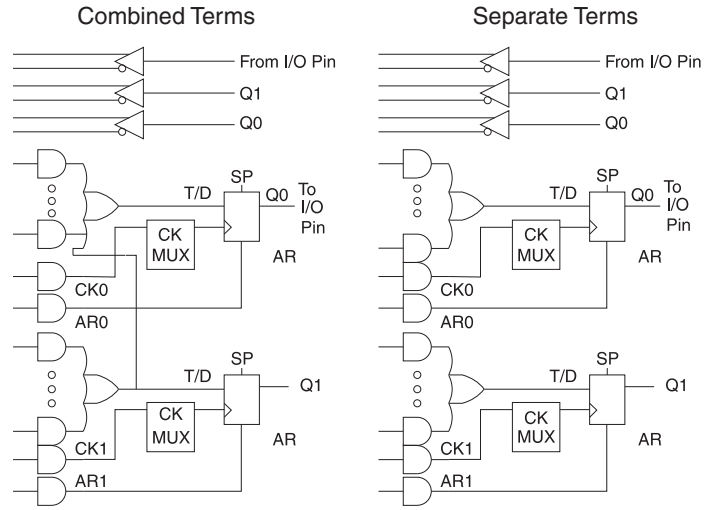 Combined Terms
From I/O Pin
Q1
Q0
SP
T/D
Q0
To
I/O
Pin
CK
MUX
AR
CK0
AR0
SP
T/D
Q1
CK
MUX
AR
CK1
AR1
Separate Terms
From I/O Pin
Q1
Q0
SP
T/D
Q0
To
I/O
Pin
CK
MUX
AR
CK0
AR0
SP
T/D
Q1
CK
MUX
AR
CK1
AR1